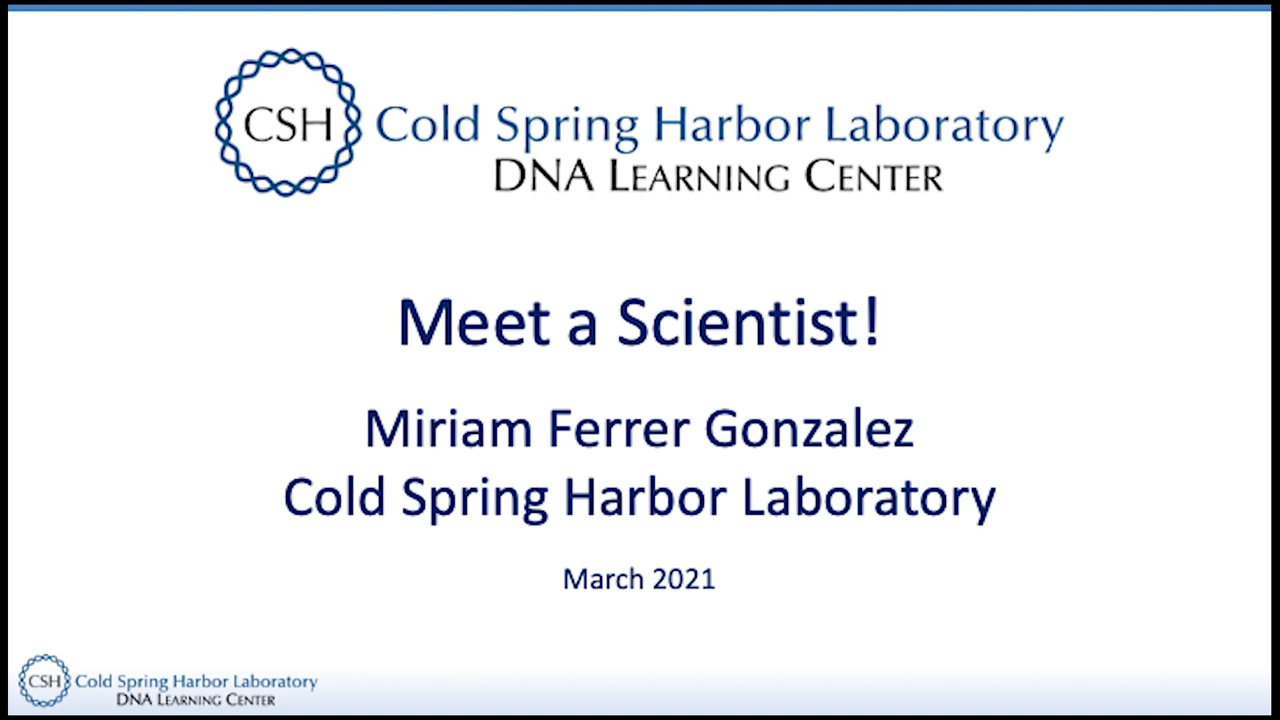 CSH Cold Spring Harbor Laboratory
DNA LEARNING CENTER
Meet a Scientist!
Miriam Ferrer Gonzalez
Cold Spring Harbor Laboratory
March 2021
CSH Cold Spring Harbor Laboratory
DNA LEARNING CENTER